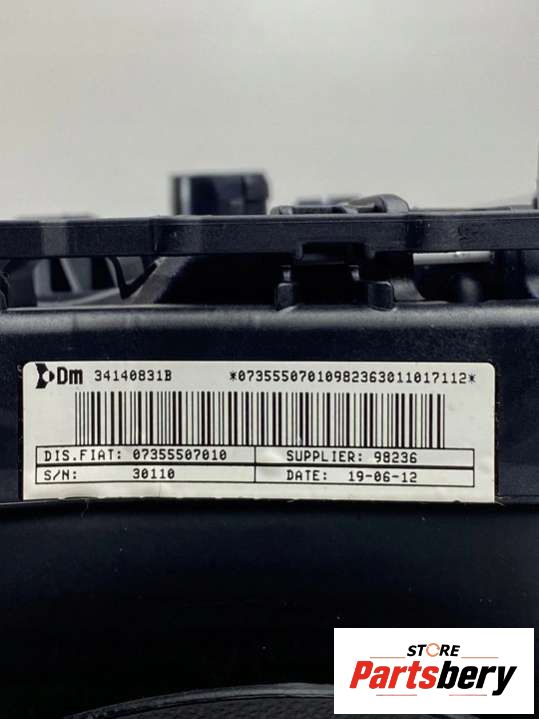 Dm 34140831B *07355507010982363011017112*
DIS.FIAT: 07355507010 SUPPLIER: 98236
S/N: 30110 DATE: 19-06-12
STORE
Partsbery